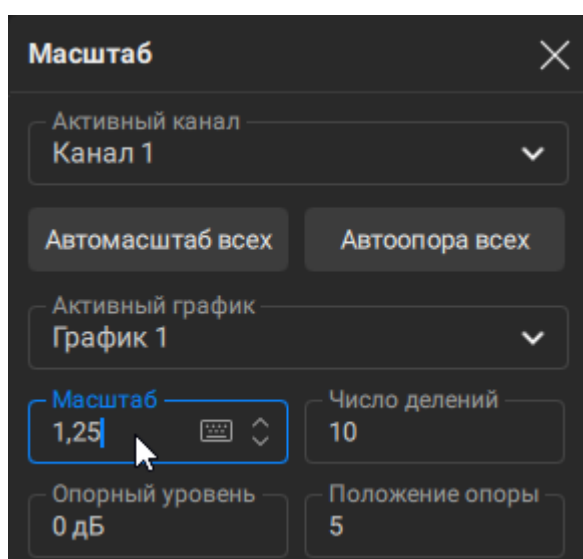 Масштаб
Активный канал
Канал 1
Автомасштаб всех
Автоопора всех
Активный график
График 1
Масштаб
Число делений
1,25
10
Опорный уровень
Положение опоры
0 дБ
5